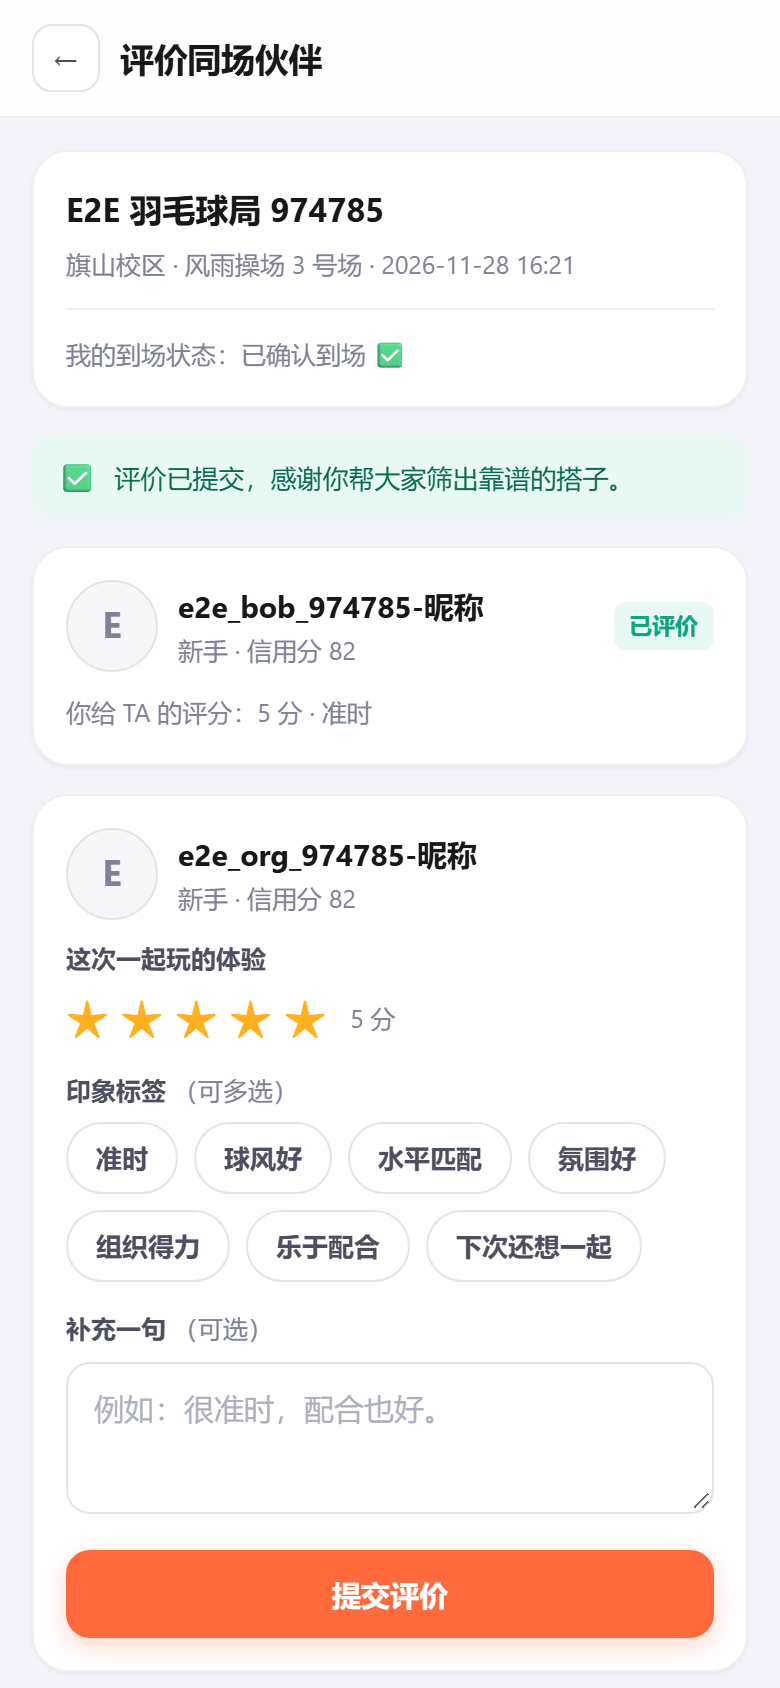 ← 评价同场伙伴
E2E 羽毛球局 974785
旗山校区 · 风雨操场 3 号场 · 2026-11-28 16:21
我的到场状态：已确认到场 ✅
✅ 评价已提交，感谢你帮大家筛出靠谱的搭子。
E
e2e_bob_974785-昵称
新手 · 信用分 82
已评价
你给 TA 的评分：5 分 · 准时
E
e2e_org_974785-昵称
新手 · 信用分 82
这次一起玩的体验
★ ★ ★ ★ ★ 5 分
印象标签 （可多选）
准时 球风好 水平匹配 氛围好
组织得力 乐于配合 下次还想一起
补充一句 （可选）
例如：很准时，配合也好。
提交评价